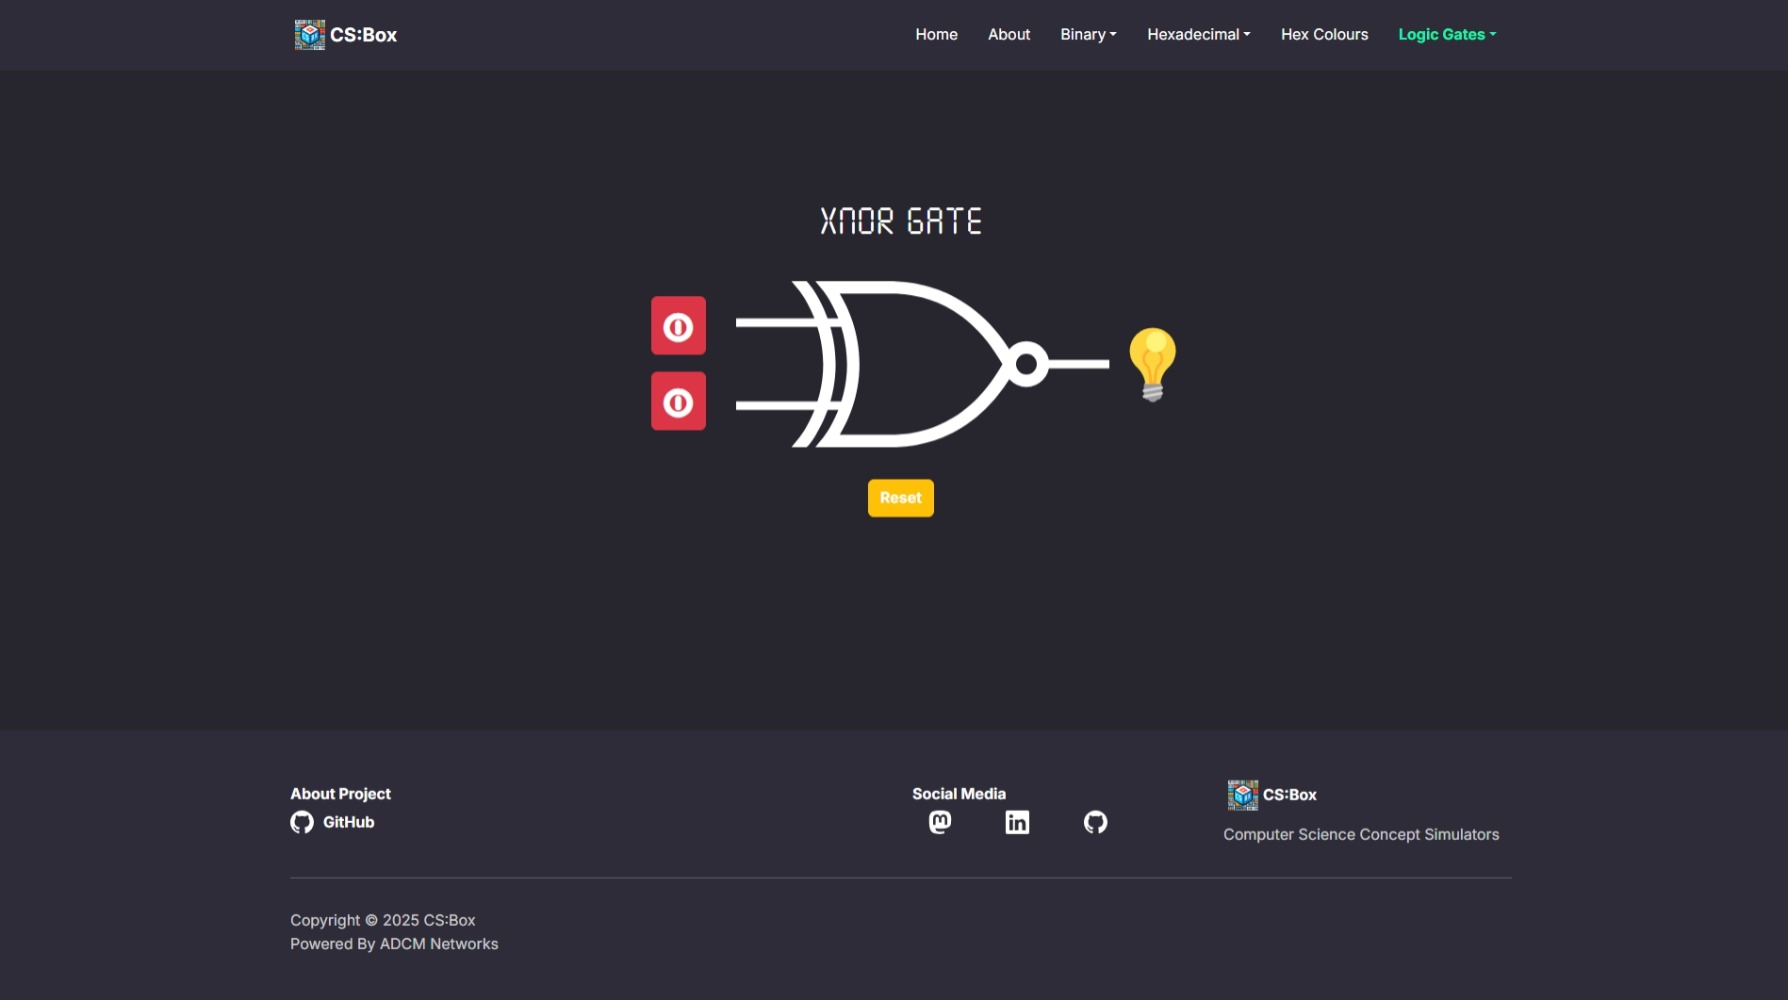 CS:Box
Home
About
Binary
Hexadecimal
Hex Colours
Logic Gates
XNOR GATE
0
0
Reset
About Project
GitHub
Social Media
CS:Box
Computer Science Concept Simulators
Copyright © 2025 CS:Box
Powered By ADCM Networks